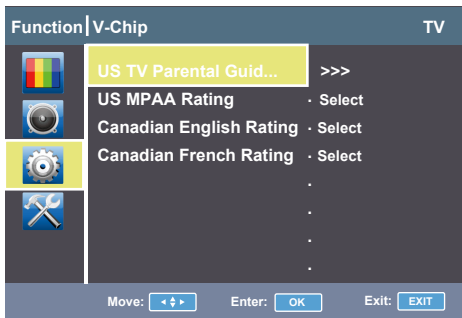 Function V-Chip TV
US TV Parental Guid... >>>
US MPAA Rating · Select
Canadian English Rating · Select
Canadian French Rating · Select
·
·
·
·
Move: Enter: OK Exit: EXIT